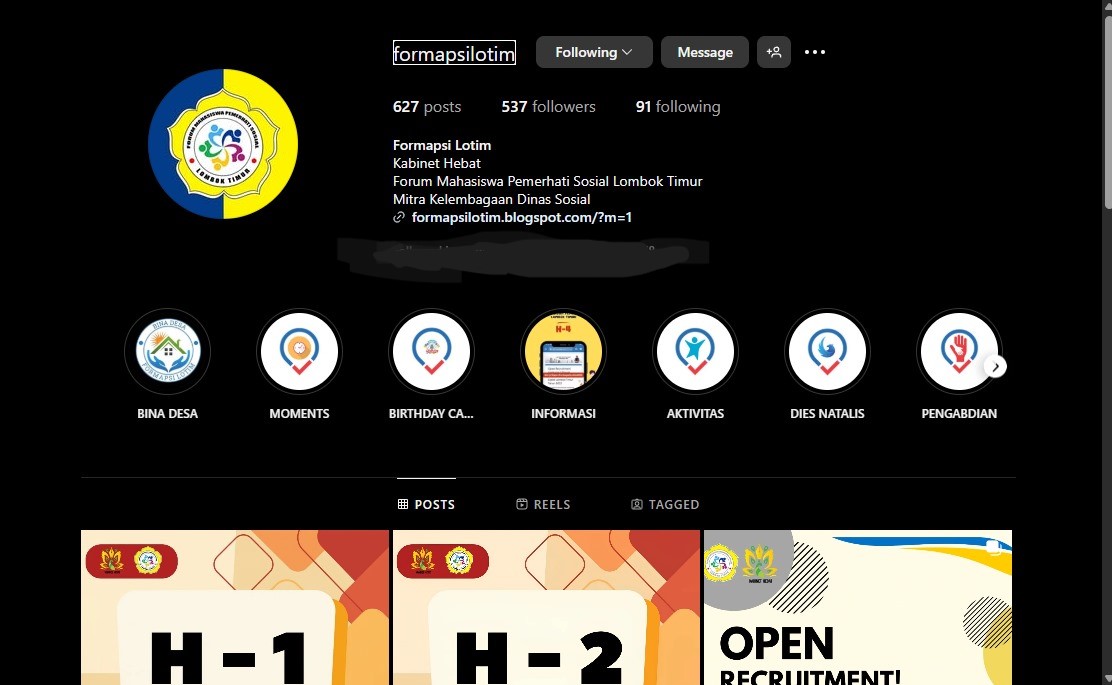 formapsilotim
Following
Message
627 posts
537 followers
91 following
FORUM MAHASISWA PEMERHATI SOSIAL
LOMBOK TIMUR
Formapsi Lotim
Kabinet Hebat
Forum Mahasiswa Pemerhati Sosial Lombok Timur
Mitra Kelembagaan Dinas Sosial
formapsilotim.blogspot.com/?m=1
BINA DESA
FORMAPSI LOTIM
H-4
BINA DESA
MOMENTS
BIRTHDAY CA...
INFORMASI
AKTIVITAS
DIES NATALIS
PENGABDIAN
POSTS
REELS
TAGGED
H - 1
H - 2
OPEN
RECRUITMENT!